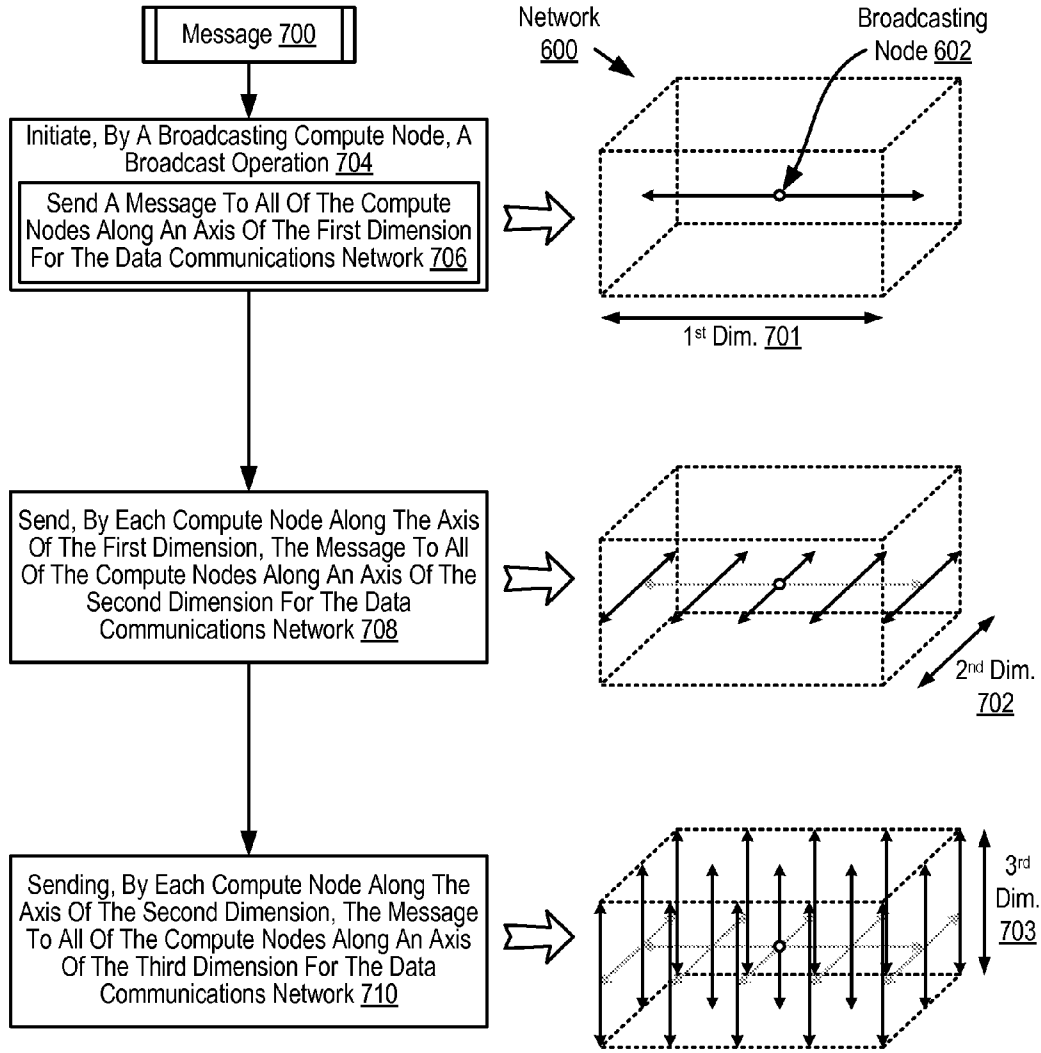 Message 700
Network
600
Broadcasting
Node 602
Initiate, By A Broadcasting Compute Node, A
Broadcast Operation 704
Send A Message To All Of The Compute
Nodes Along An Axis Of The First Dimension
For The Data Communications Network 706
1st Dim. 701
Send, By Each Compute Node Along The Axis
Of The First Dimension, The Message To All
Of The Compute Nodes Along An Axis Of The
Second Dimension For The Data
Communications Network 708
2nd Dim.
702
Sending, By Each Compute Node Along The
Axis Of The Second Dimension, The Message
To All Of The Compute Nodes Along An Axis
Of The Third Dimension For The Data
Communications Network 710
3rd
Dim.
703